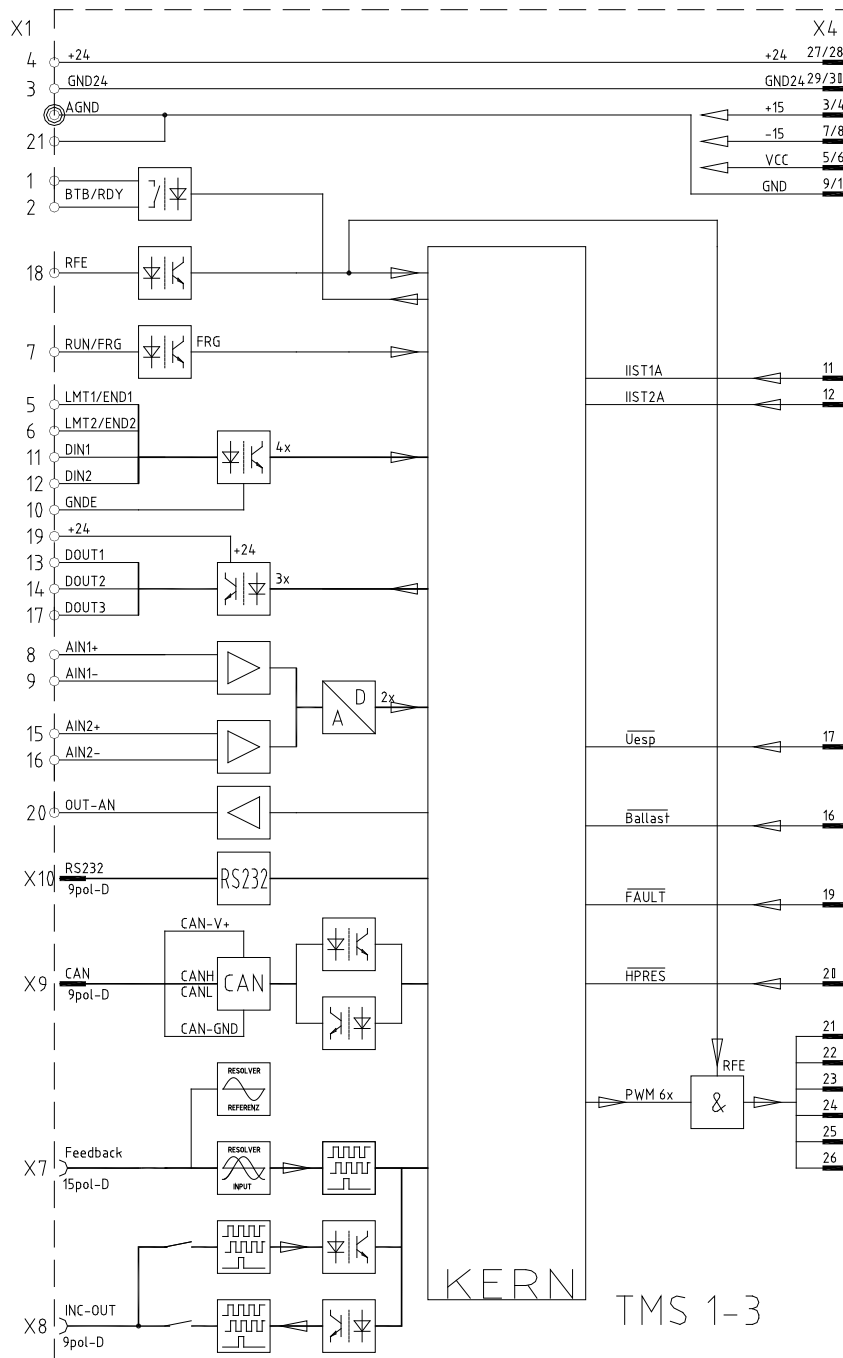 X1 X4
4 +24 +24 27/28
3 GND24 GND24 29/30
AGND +15 3/4
21 -15 7/8
VCC 5/6
1
BTB/RDY
2 GND 9/1
18 RFE
7 RUN/FRG FRG
IIST1A 11
IIST2A 12
5 LMT1/END1
6 LMT2/END2
11 DIN1 4x
12 DIN2
10 GNDE
19 +24
+24
13 DOUT1
14 DOUT2 3x
17 DOUT3
8 AIN1+
9 AIN1-
A D 2x
15 AIN2+
16 AIN2-
Uesp 17
20 OUT-AN
Ballast 16
X10 RS232 RS232
9pol-D
FAULT 19
CAN-V+
X9 CAN CANH CAN
9pol-D CANL
CAN-GND
HPRES 20
21
22
RFE
23
PWM 6x &
24
25
26
RESOLVER
REFERENZ
X7 Feedback
15pol-D
RESOLVER
INPUT
X8 INC-OUT
9pol-D
KERN
TMS 1-3